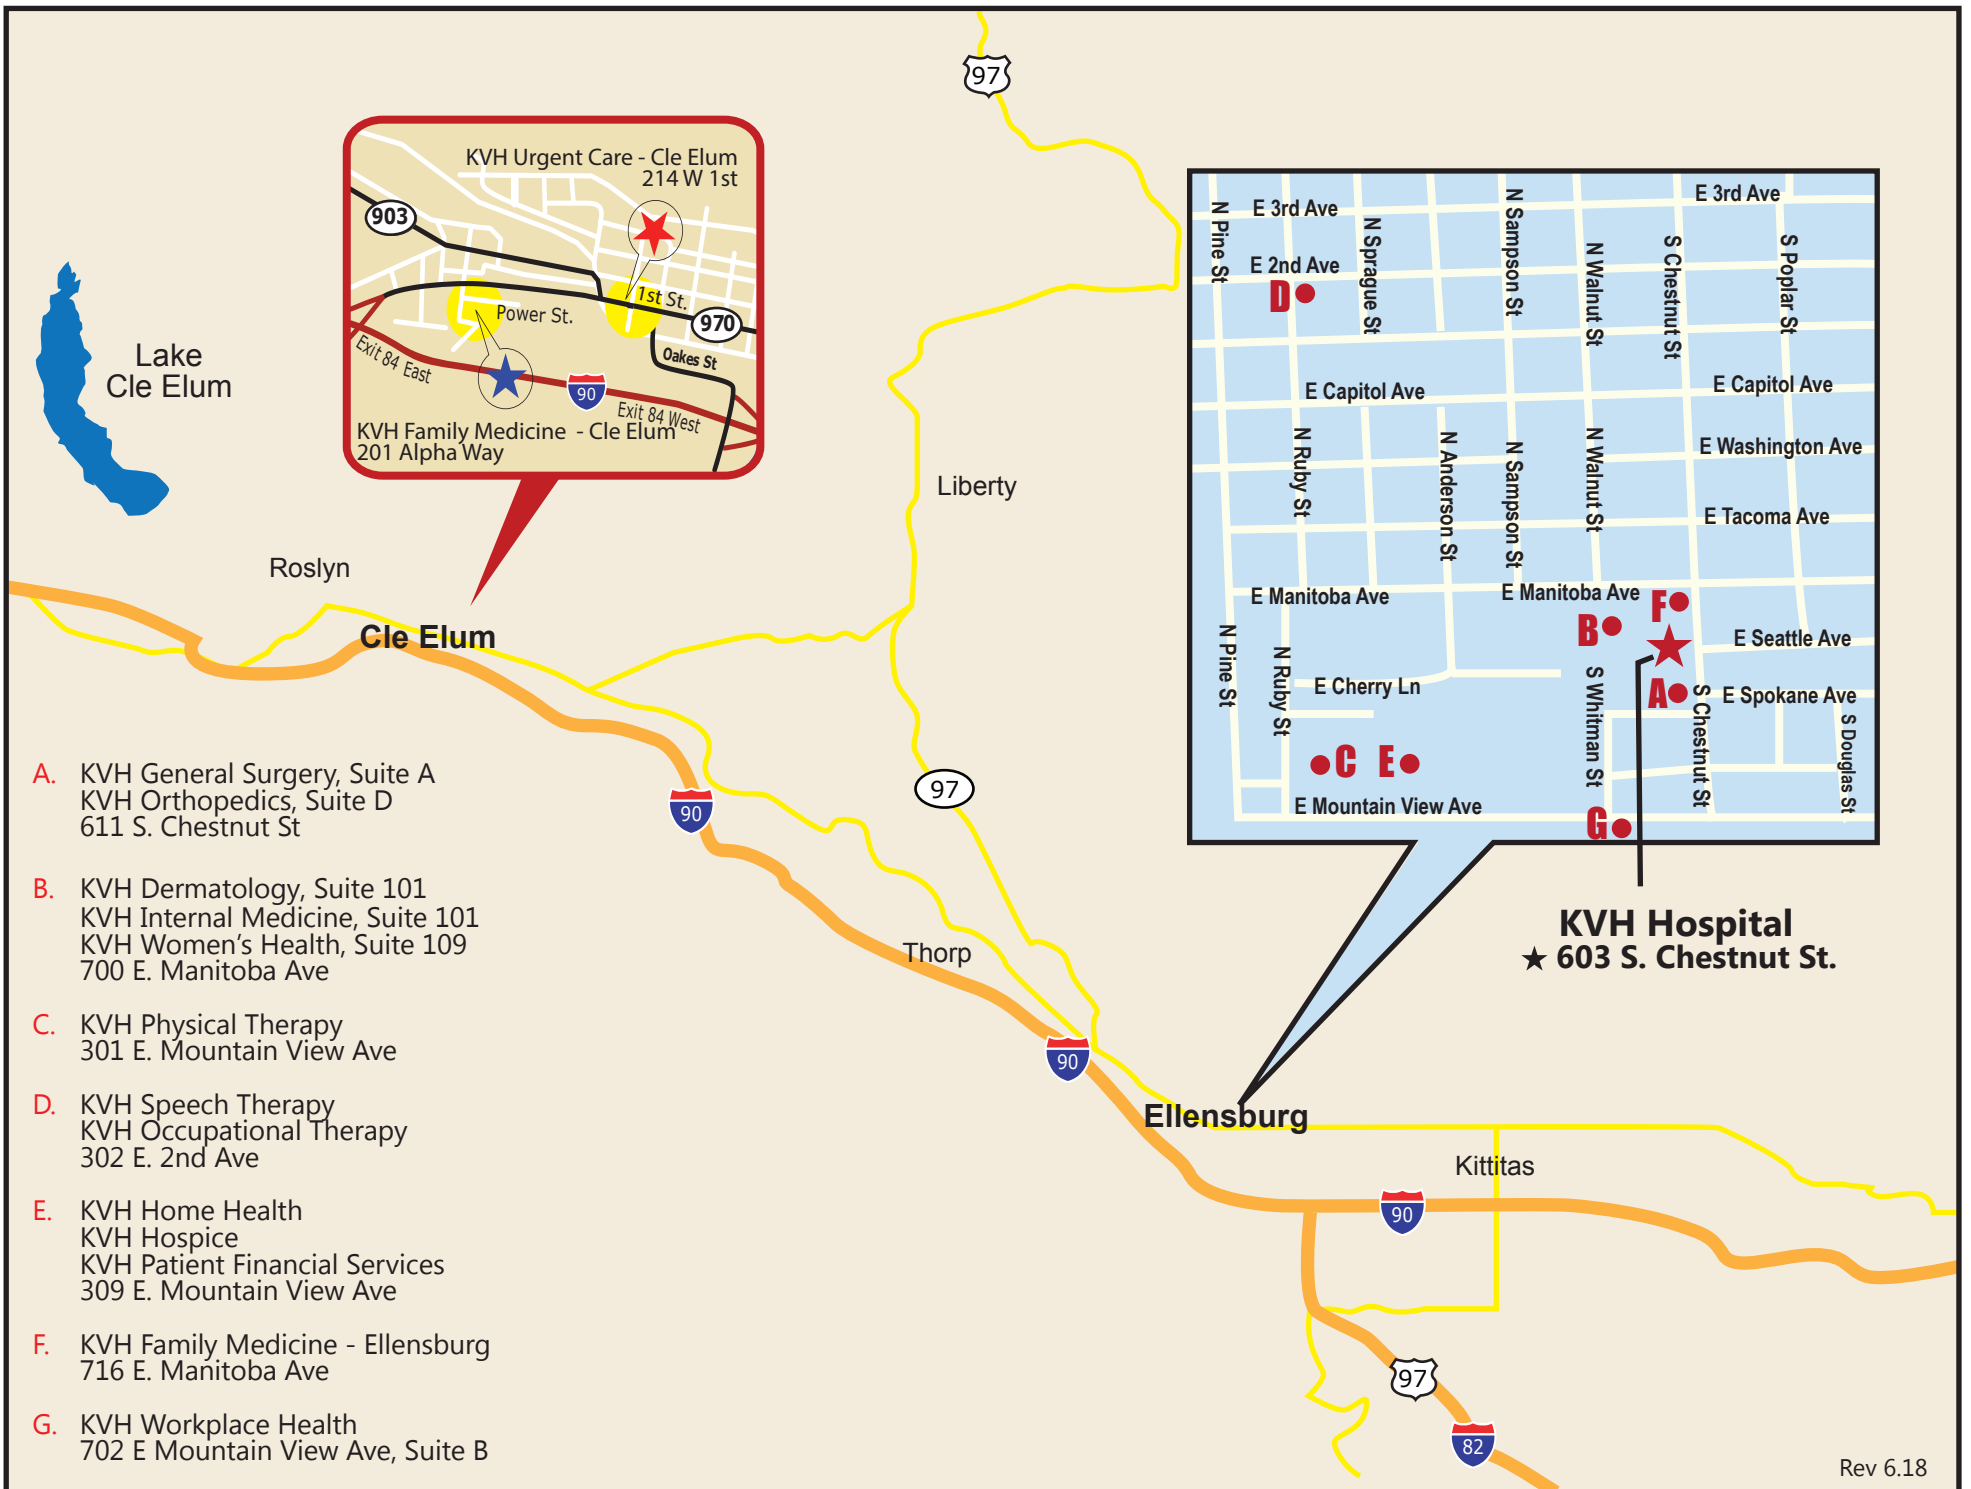 97
KVH Urgent Care - Cle Elum
214 W 1st
903
1st St.
Power St.
970
Oakes St
Exit 84 East
90
Exit 84 West
KVH Family Medicine - Cle Elum
201 Alpha Way
Lake
Cle Elum
Roslyn
Cle Elum
Liberty
E 3rd Ave
E 3rd Ave
N Pine St
N Sprague St
N Sampson St
N Walnut St
S Chestnut St
S Poplar St
E 2nd Ave
D
E Capitol Ave
E Capitol Ave
N Ruby St
N Anderson St
N Sampson St
N Walnut St
E Washington Ave
E Tacoma Ave
E Manitoba Ave
E Manitoba Ave
F
B
E Seattle Ave
N Pine St
N Ruby St
E Cherry Ln
S Whitman St
A
S Chestnut St
E Spokane Ave
S Douglas St
C
E
E Mountain View Ave
G
KVH Hospital
★ 603 S. Chestnut St.
90
97
Thorp
90
Ellensburg
Kittitas
90
97
82
A. KVH General Surgery, Suite A
KVH Orthopedics, Suite D
611 S. Chestnut St
B. KVH Dermatology, Suite 101
KVH Internal Medicine, Suite 101
KVH Women's Health, Suite 109
700 E. Manitoba Ave
C. KVH Physical Therapy
301 E. Mountain View Ave
D. KVH Speech Therapy
KVH Occupational Therapy
302 E. 2nd Ave
E. KVH Home Health
KVH Hospice
KVH Patient Financial Services
309 E. Mountain View Ave
F. KVH Family Medicine - Ellensburg
716 E. Manitoba Ave
G. KVH Workplace Health
702 E Mountain View Ave, Suite B
Rev 6.18